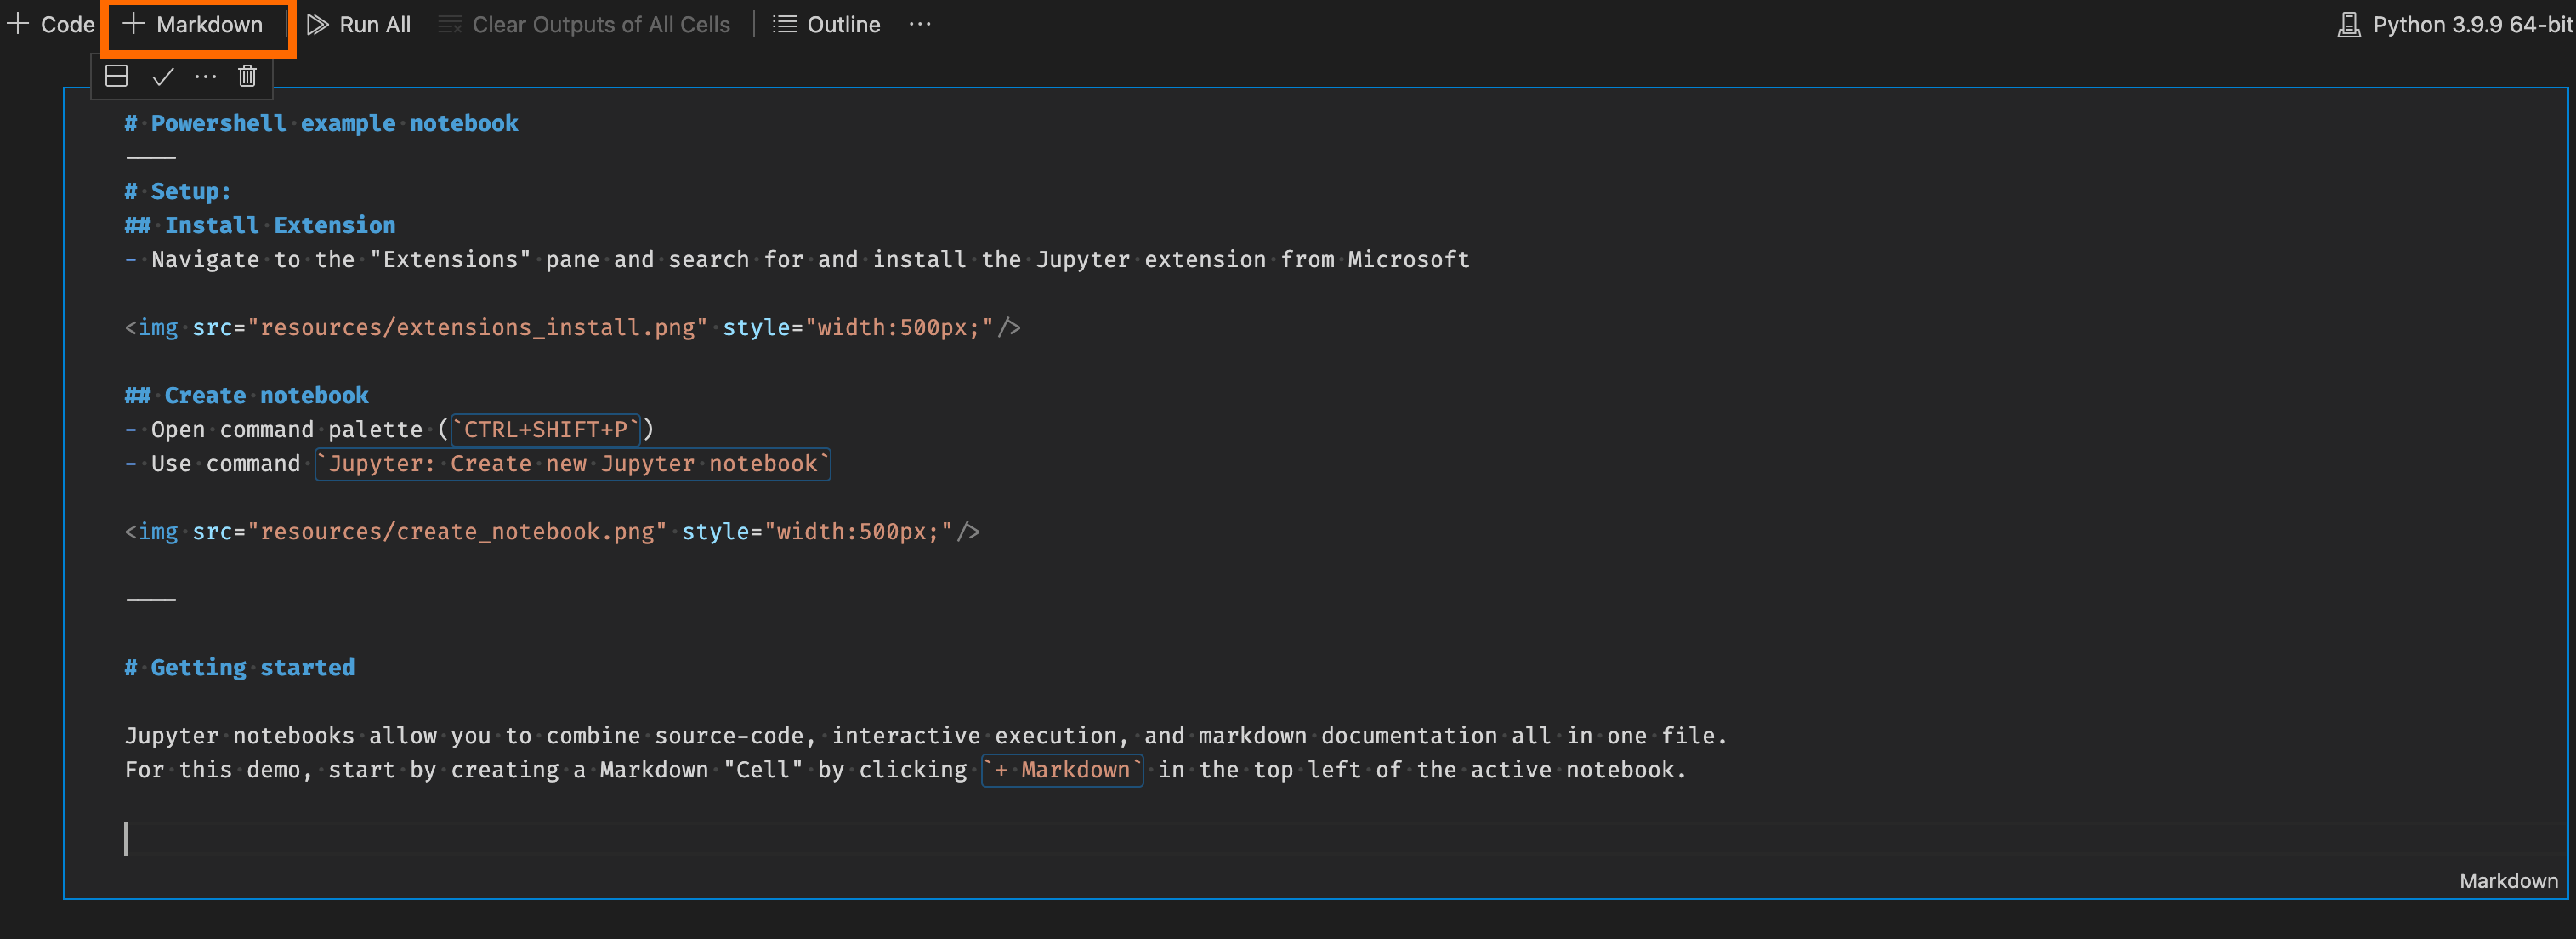 Code Markdown Run All Clear Outputs of All Cells Outline ··· Python 3.9.9 64-bit
# Powershell example notebook
----
# Setup:
## Install Extension
- Navigate to the "Extensions" pane and search for and install the Jupyter extension from Microsoft
<img src="resources/extensions_install.png" style="width:500px;"/>
## Create notebook
- Open command palette (`CTRL+SHIFT+P`)
- Use command `Jupyter: Create new Jupyter notebook`
<img src="resources/create_notebook.png" style="width:500px;"/>
----
# Getting started
Jupyter notebooks allow you to combine source-code, interactive execution, and markdown documentation all in one file.
For this demo, start by creating a Markdown "Cell" by clicking `+ Markdown` in the top left of the active notebook.
Markdown